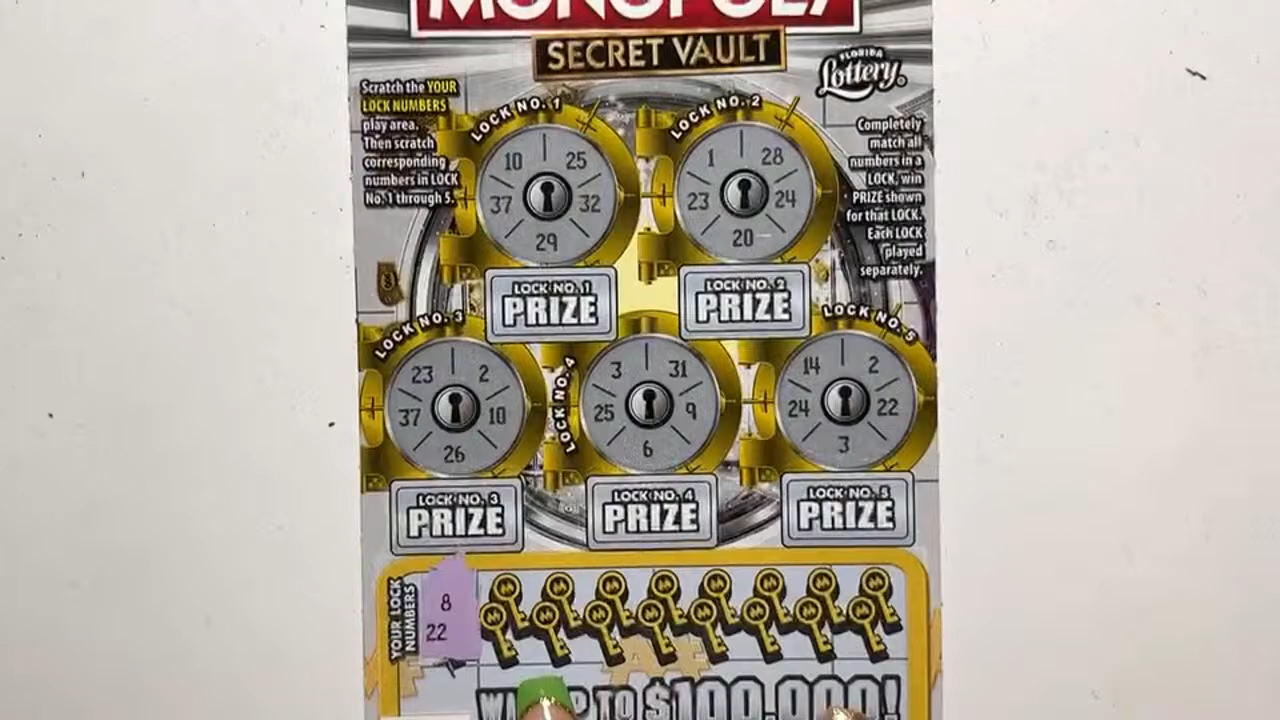 MONOPOLY
SECRET VAULT
FLORIDA
Lottery
Scratch the YOUR
LOCK NUMBERS
play area.
Then scratch
corresponding
numbers in LOCK
No. 1 through 5.
Completely
match all
numbers in a
LOCK, win
PRIZE shown
for that LOCK.
Each LOCK
played
separately.
LOCK NO. 1
10 25
37 32
29
LOCK NO. 1
PRIZE
LOCK NO. 2
1 28
23 24
20
LOCK NO. 2
PRIZE
LOCK NO. 3
23 2
37 10
26
LOCK NO. 3
PRIZE
LOCK NO. 4
3 31
25 9
6
LOCK NO. 4
PRIZE
LOCK NO. 5
14 2
24 22
3
LOCK NO. 5
PRIZE
YOUR LOCK
NUMBERS
8
22
TO $100,000!